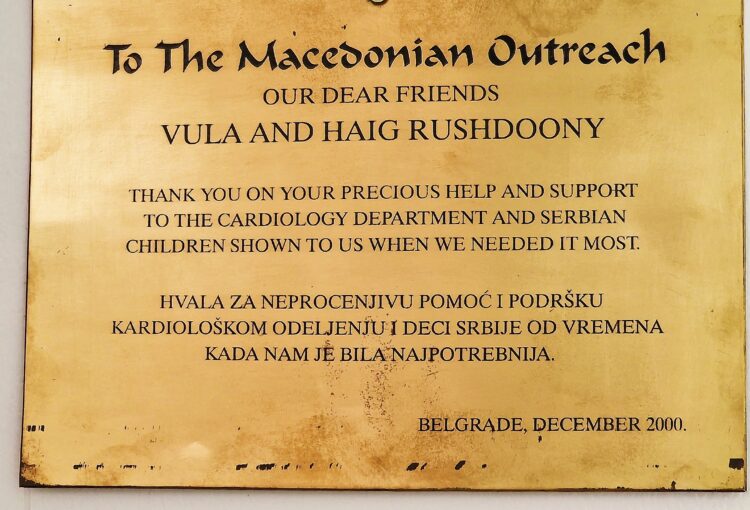 To The Macedonian Outreach
OUR DEAR FRIENDS
VULA AND HAIG RUSHDOONY
THANK YOU ON YOUR PRECIOUS HELP AND SUPPORT
TO THE CARDIOLOGY DEPARTMENT AND SERBIAN
CHILDREN SHOWN TO US WHEN WE NEEDED IT MOST.
HVALA ZA NEPROCENJIVU POMOĆ I PODRŠKU
KARDIOLOŠKOM ODELJENJU I DECI SRBIJE OD VREMENA
KADA NAM JE BILA NAJPOTREBNIJA.
BELGRADE, DECEMBER 2000.